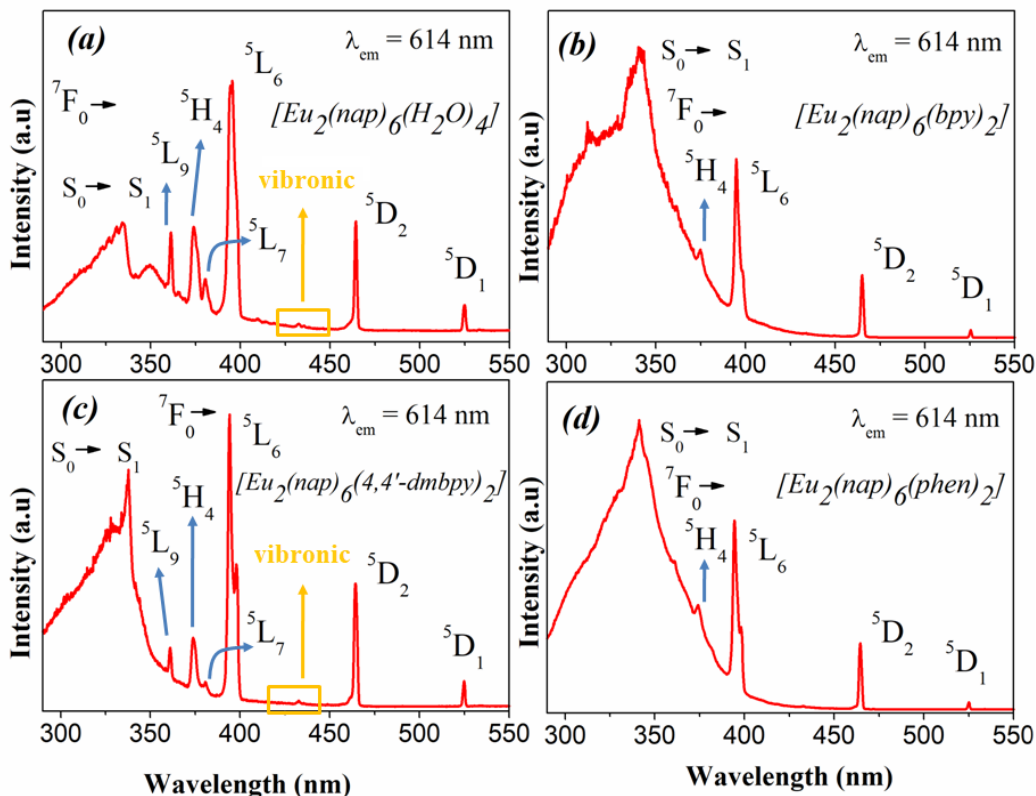 (a)
λem = 614 nm
⁵L₆
⁷F₀→
⁵H₄
[Eu₂(nap)₆(H₂O)₄]
⁵L₉
S₀→ S₁
vibronic
⁵L₇
⁵D₂
⁵D₁
Intensity (a.u)
300 350 400 450 500 550
(b)
S₀→ S₁
λem = 614 nm
⁷F₀→
[Eu₂(nap)₆(bpy)₂]
⁵H₄
⁵L₆
⁵D₂
⁵D₁
Intensity (a.u)
300 350 400 450 500 550
(c)
⁷F₀→
λem = 614 nm
⁵L₆
S₀→ S₁
[Eu₂(nap)₆(4,4'-dmbpy)₂]
⁵H₄
⁵L₉
vibronic
⁵D₂
⁵L₇
⁵D₁
Intensity (a.u)
300 350 400 450 500 550
Wavelength (nm)
(d)
λem = 614 nm
S₀→ S₁
⁷F₀→
[Eu₂(nap)₆(phen)₂]
⁵H₄
⁵L₆
⁵D₂
⁵D₁
Intensity (a.u)
300 350 400 450 500 550
Wavelength (nm)